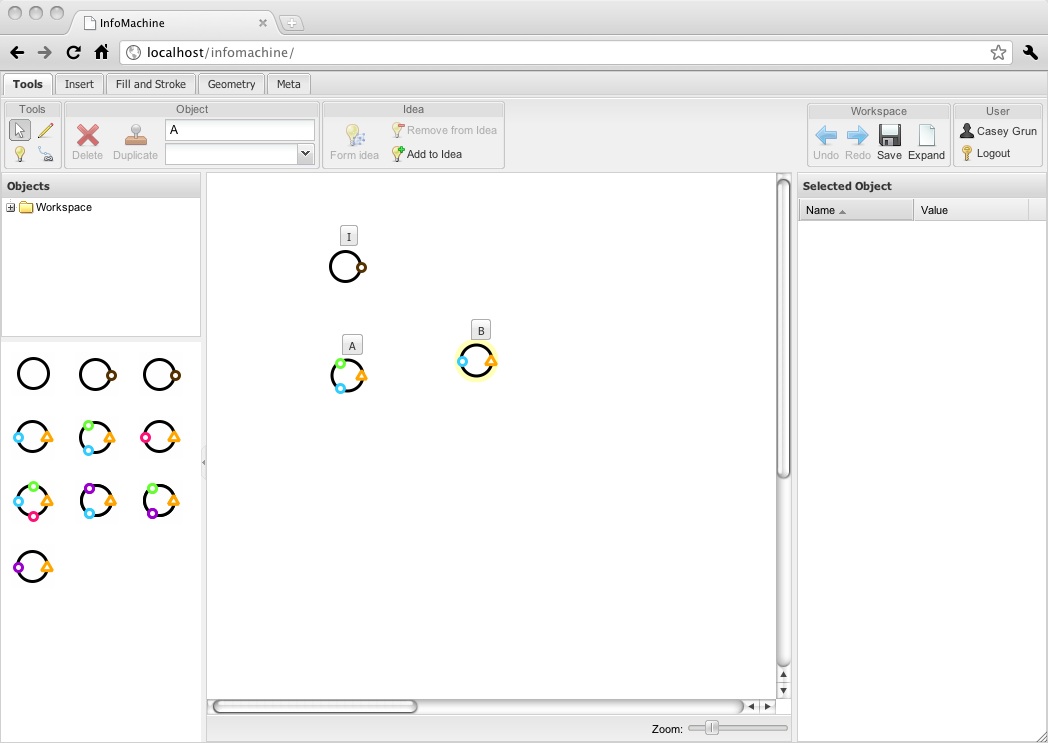 InfoMachine
localhost/infomachine/
Tools Insert Fill and Stroke Geometry Meta
Tools Object Idea Workspace User
A
Delete Duplicate
Form idea
Remove from Idea
Add to Idea
Undo Redo Save Expand
Casey Grun
Logout
Objects
Workspace
Selected Object
Name Value
I
A
B
Zoom: